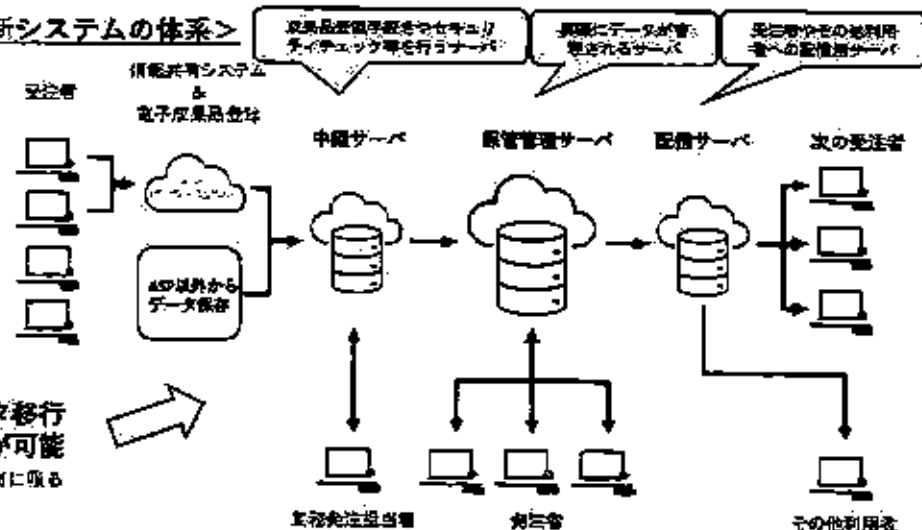 新システムの体系>
成果品登録手続きやセキュリ
ティチェック等を行うサーバ
実際にデータが蓄
積されるサーバ
受注者やその他利用
者への配信用サーバ
受注者
情報共有システム
&
電子成果品登録
中継サーバ
保管管理サーバ
配信サーバ
次の受注者
ASP以外から
データ保存
移行
が可能
に限る
発注者
その他利用者